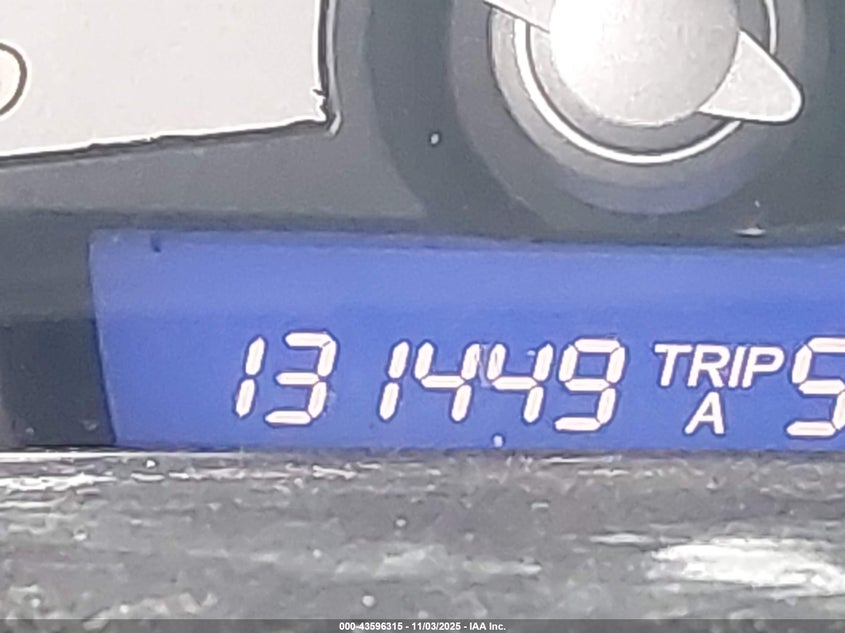 131449 TRIP
A
000-43596315 - 11/03/2025 - IAA Inc.